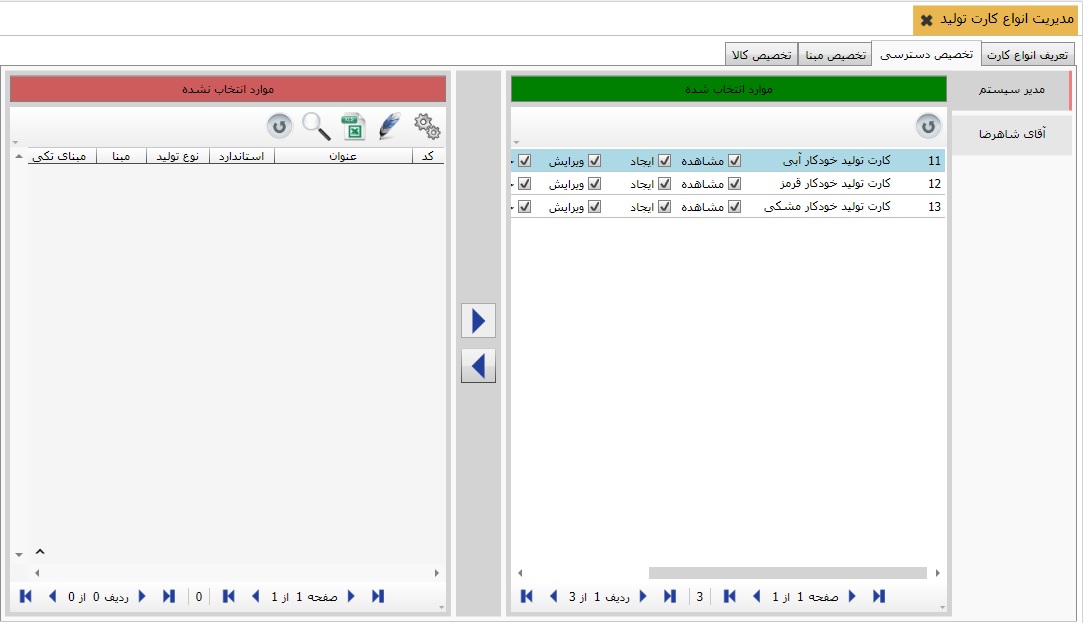 مدیریت انواع کارت تولید
تعریف انواع کارت
تخصیص دسترسی
تخصیص مبنا
تخصیص کالا
مدیر سیستم
آقای شاهرضا
موارد انتخاب شده
11 کارت تولید خودکار آبی مشاهده ایجاد ویرایش
12 کارت تولید خودکار قرمز مشاهده ایجاد ویرایش
13 کارت تولید خودکار مشکی مشاهده ایجاد ویرایش
صفحه 1 از 1
3
ردیف 1 از 3
موارد انتخاب نشده
کد عنوان استاندارد نوع تولید مبنا مبنای تکی
صفحه 1 از 1
0
ردیف 0 از 0